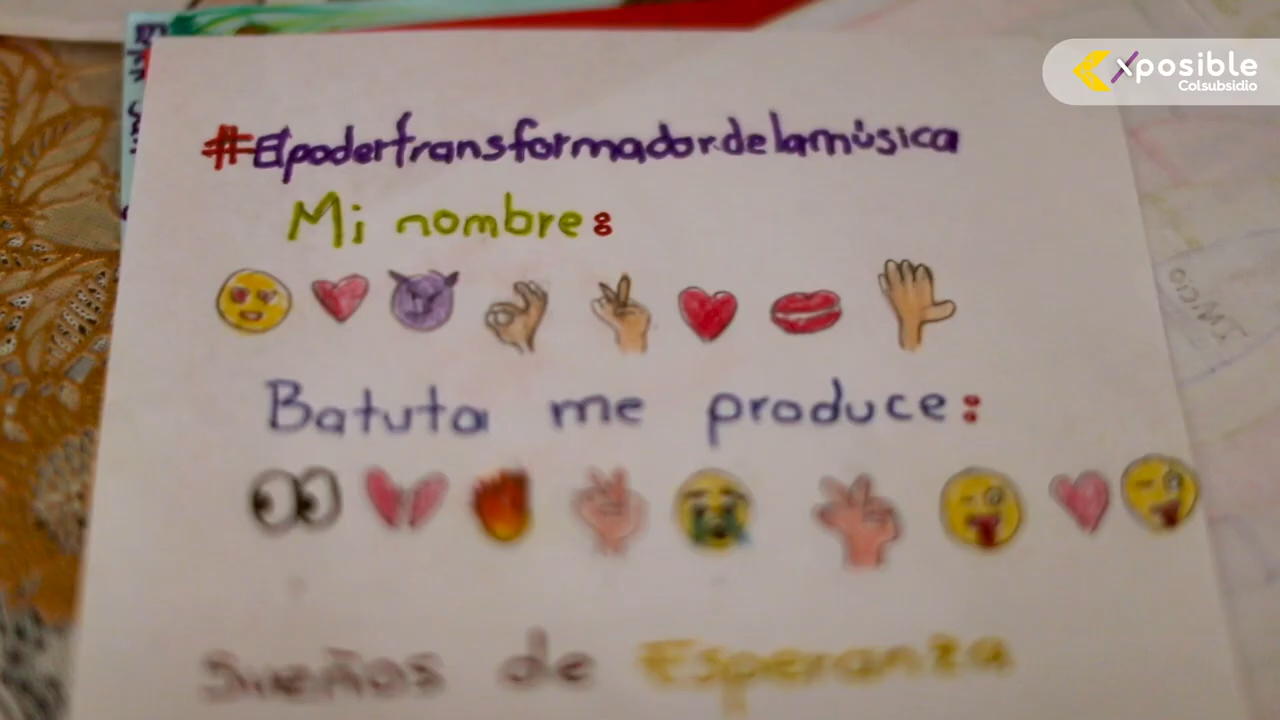 xposible
Colsubsidio
#Elpodertransformadordelamúsica
Mi nombre:
Batuta me produce:
Sueños de Esperanza